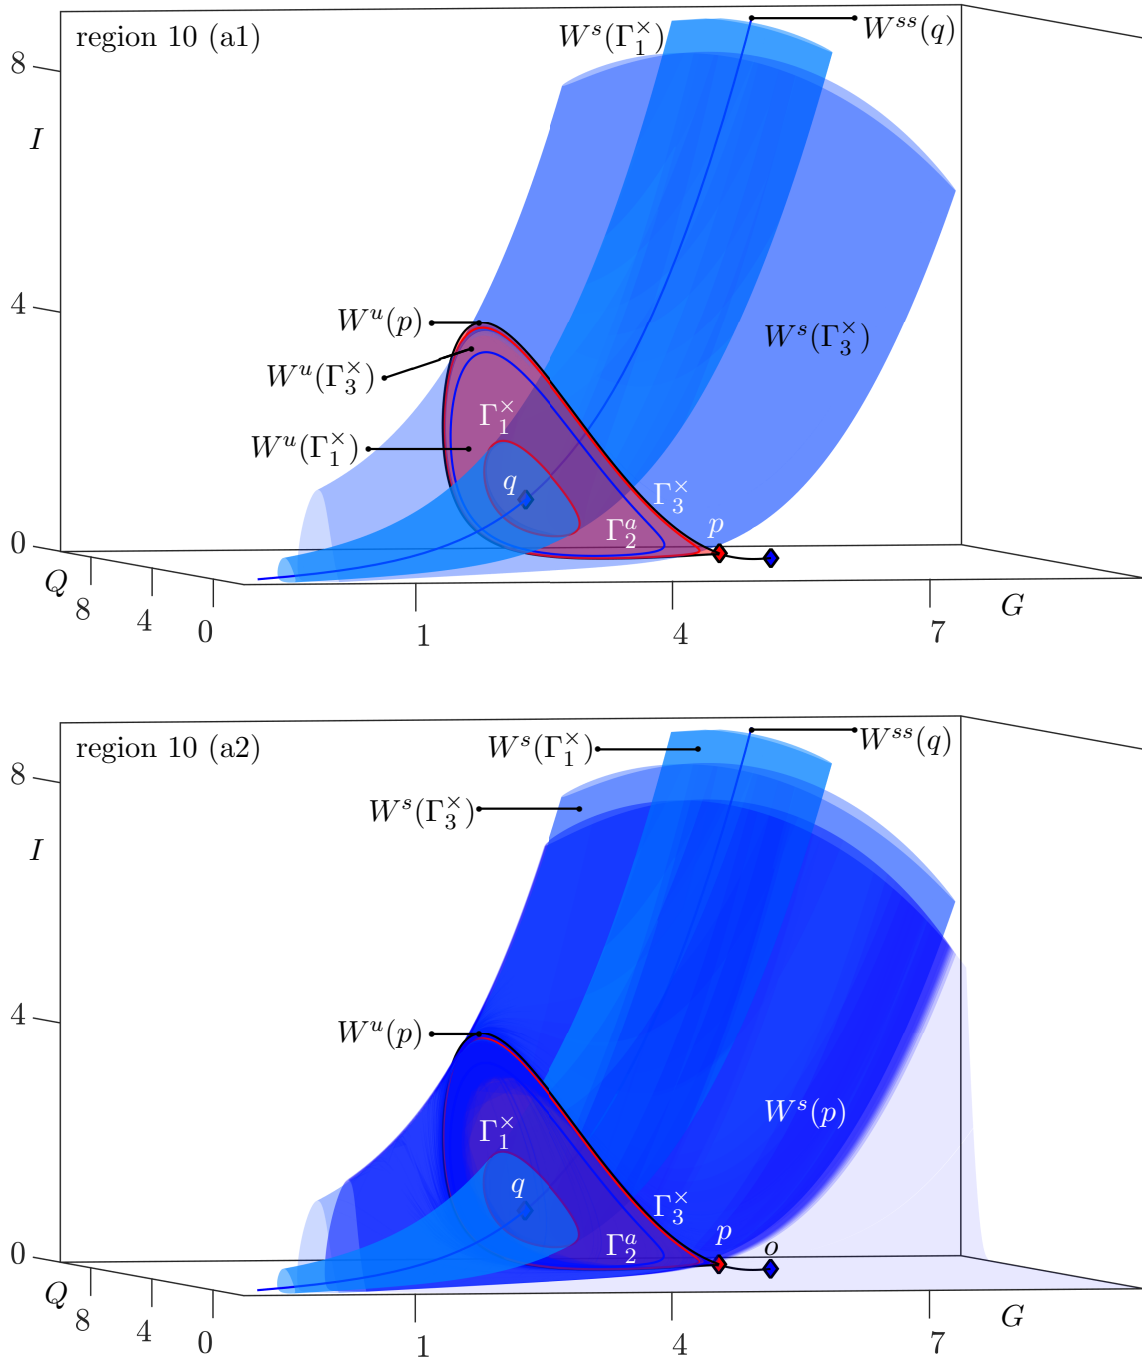 region 10 (a1)
W^s(Γ_1^×)
W^{ss}(q)
8
I
4
W^u(p)
W^s(Γ_3^×)
W^u(Γ_3^×)
Γ_1^×
W^u(Γ_1^×)
q
Γ_3^×
Γ_2^a
p
0
Q
8
4
0
1
4
7
G
region 10 (a2)
W^s(Γ_1^×)
W^{ss}(q)
8
W^s(Γ_3^×)
I
4
W^u(p)
W^s(p)
Γ_1^×
q
Γ_3^×
Γ_2^a
p
o
0
Q
8
4
0
1
4
7
G